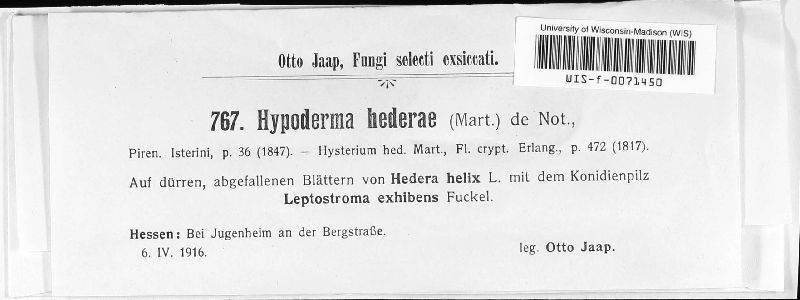 University of Wisconsin-Madison (WIS)
WIS-f-0071450
Otto Jaap, Fungi selecti exsiccati.
767. Hypoderma hederae (Mart.) de Not.,
Piren. Isterini, p. 36 (1847). — Hysterium hed. Mart., Fl. crypt. Erlang., p. 472 (1817).
Auf dürren, abgefallenen Blättern von Hedera helix L. mit dem Konidienpilz
Leptostroma exhibens Fuckel.
Hessen: Bei Jugenheim an der Bergstraße.
6. IV. 1916. leg. Otto Jaap.